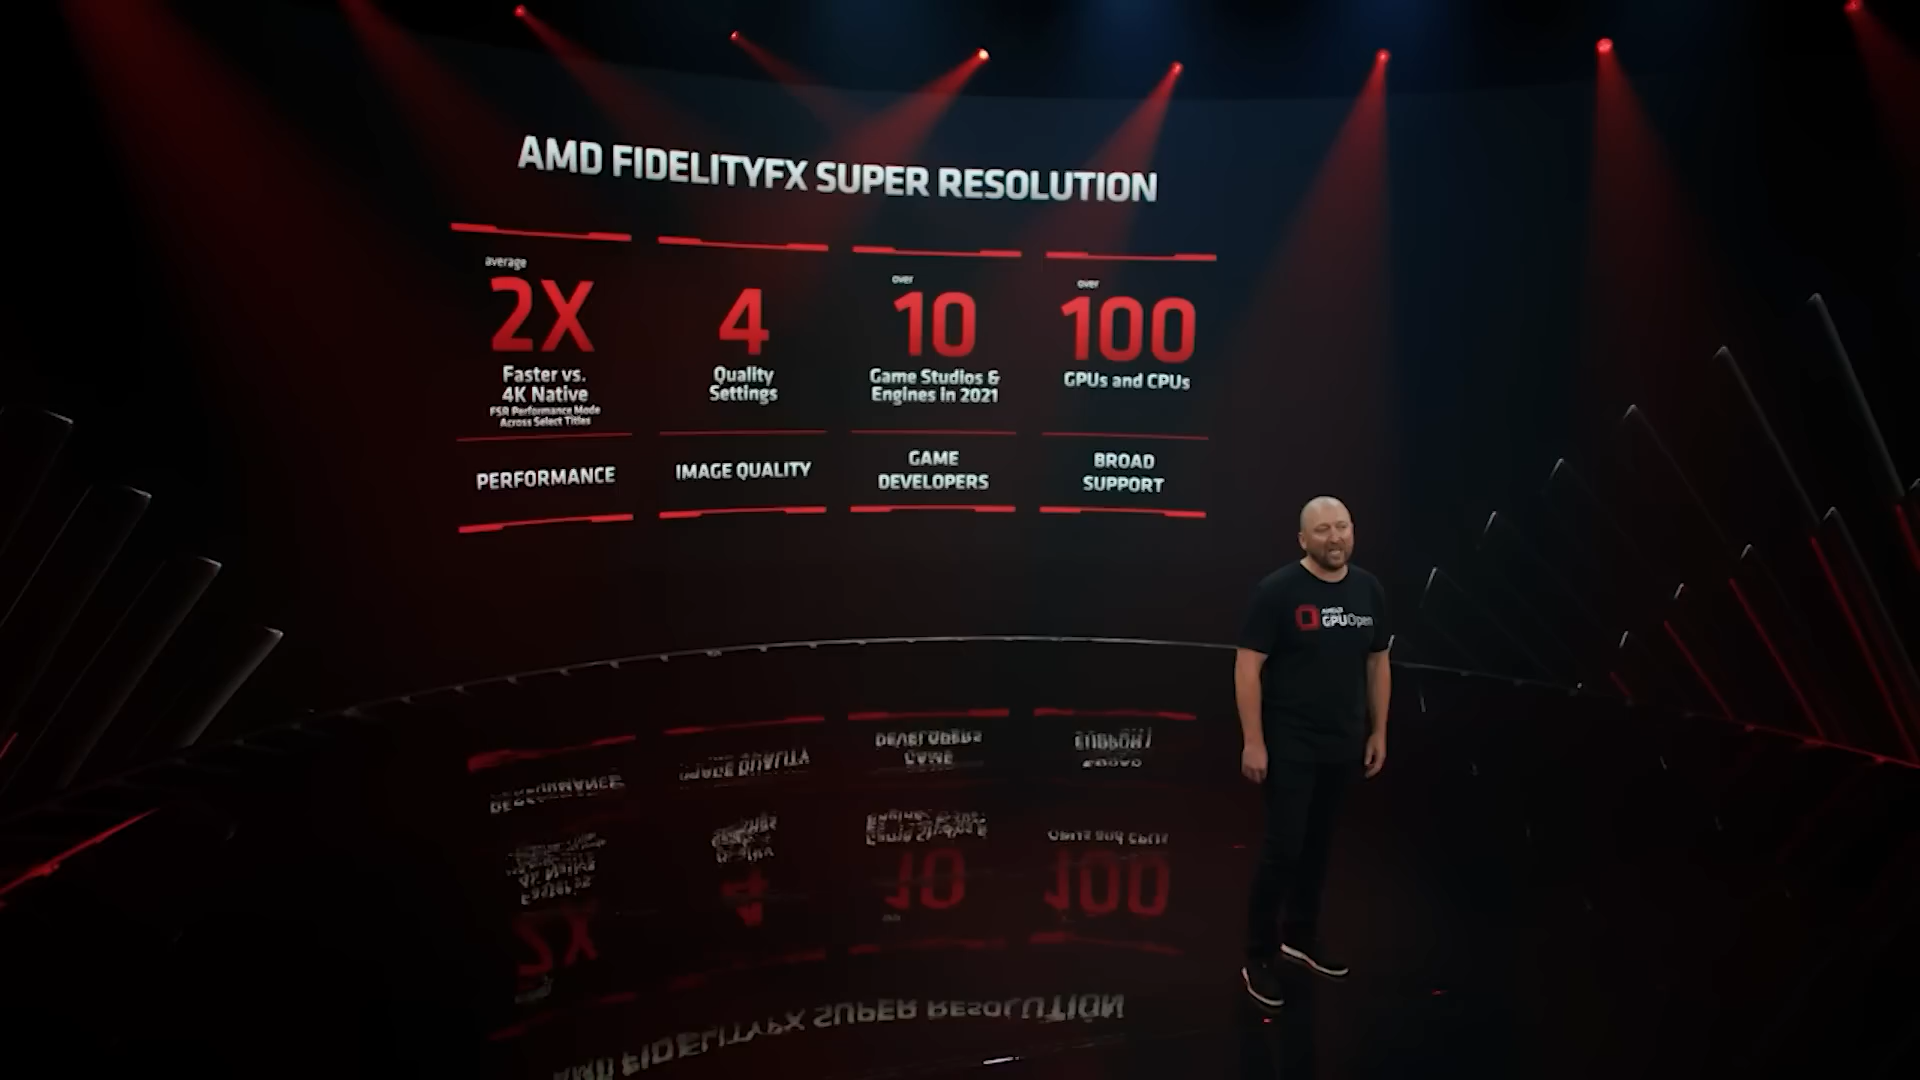 AMD FIDELITYFX SUPER RESOLUTION
average
2X
Faster vs.
4K Native
FSR Performance Mode
Across Select Titles
PERFORMANCE
4
Quality
Settings
IMAGE QUALITY
over
10
Game Studios &
Engines in 2021
GAME
DEVELOPERS
over
100
GPUs and CPUs
BROAD
SUPPORT
AMD
GPUOpen